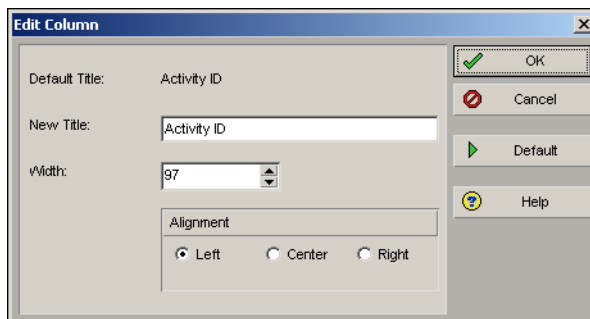 Edit Column
Default Title: Activity ID
New Title: Activity ID
Width: 97
Alignment
Left Center Right
OK
Cancel
Default
Help